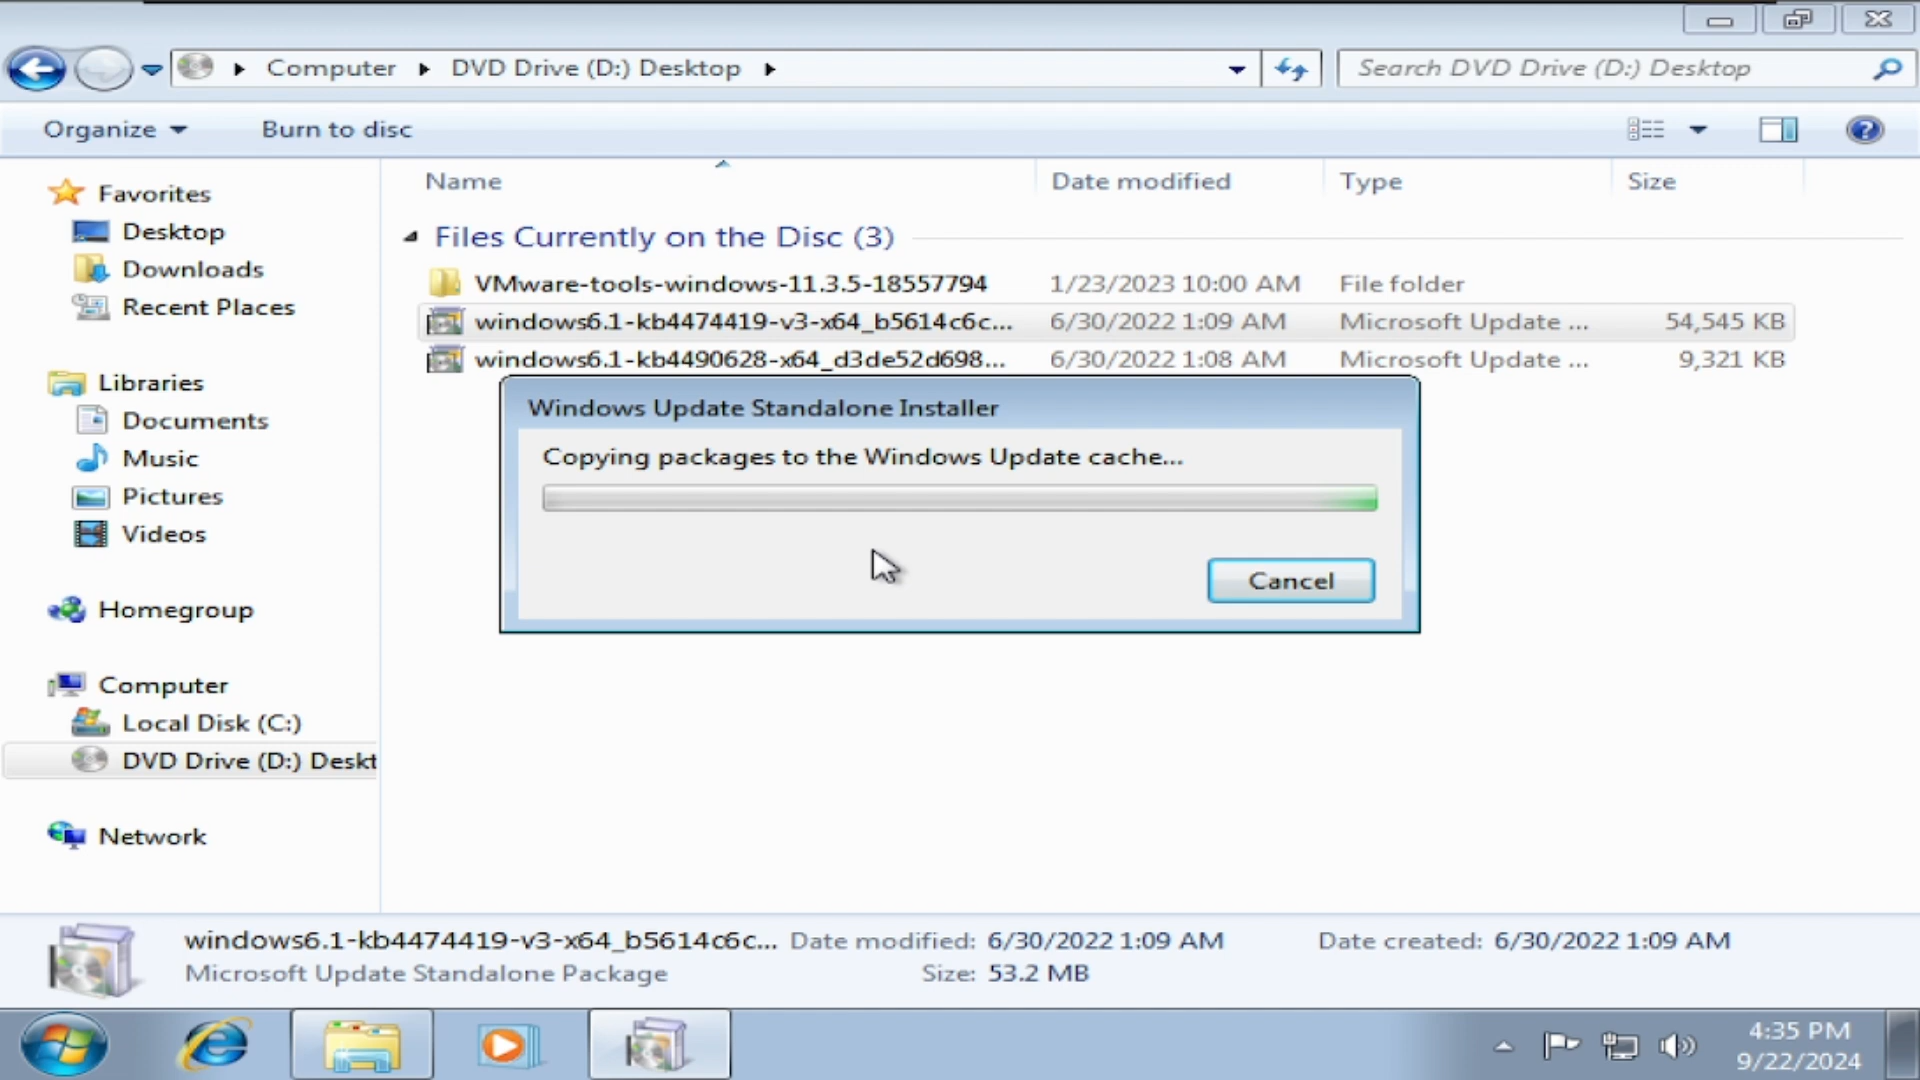 Computer
DVD Drive (D:) Desktop
Search DVD Drive (D:) Desktop
Organize
Burn to disc
Favorites
Desktop
Downloads
Recent Places
Libraries
Documents
Music
Pictures
Videos
Homegroup
Computer
Local Disk (C:)
DVD Drive (D:) Deskt
Network
Name Date modified Type Size
Files Currently on the Disc (3)
VMware-tools-windows-11.3.5-18557794 1/23/2023 10:00 AM File folder
windows6.1-kb4474419-v3-x64_b5614c6c... 6/30/2022 1:09 AM Microsoft Update ... 54,545 KB
windows6.1-kb4490628-x64_d3de52d698... 6/30/2022 1:08 AM Microsoft Update ... 9,321 KB
Windows Update Standalone Installer
Copying packages to the Windows Update cache...
Cancel
windows6.1-kb4474419-v3-x64_b5614c6c... Date modified: 6/30/2022 1:09 AM Date created: 6/30/2022 1:09 AM
Microsoft Update Standalone Package Size: 53.2 MB
4:35 PM
9/22/2024